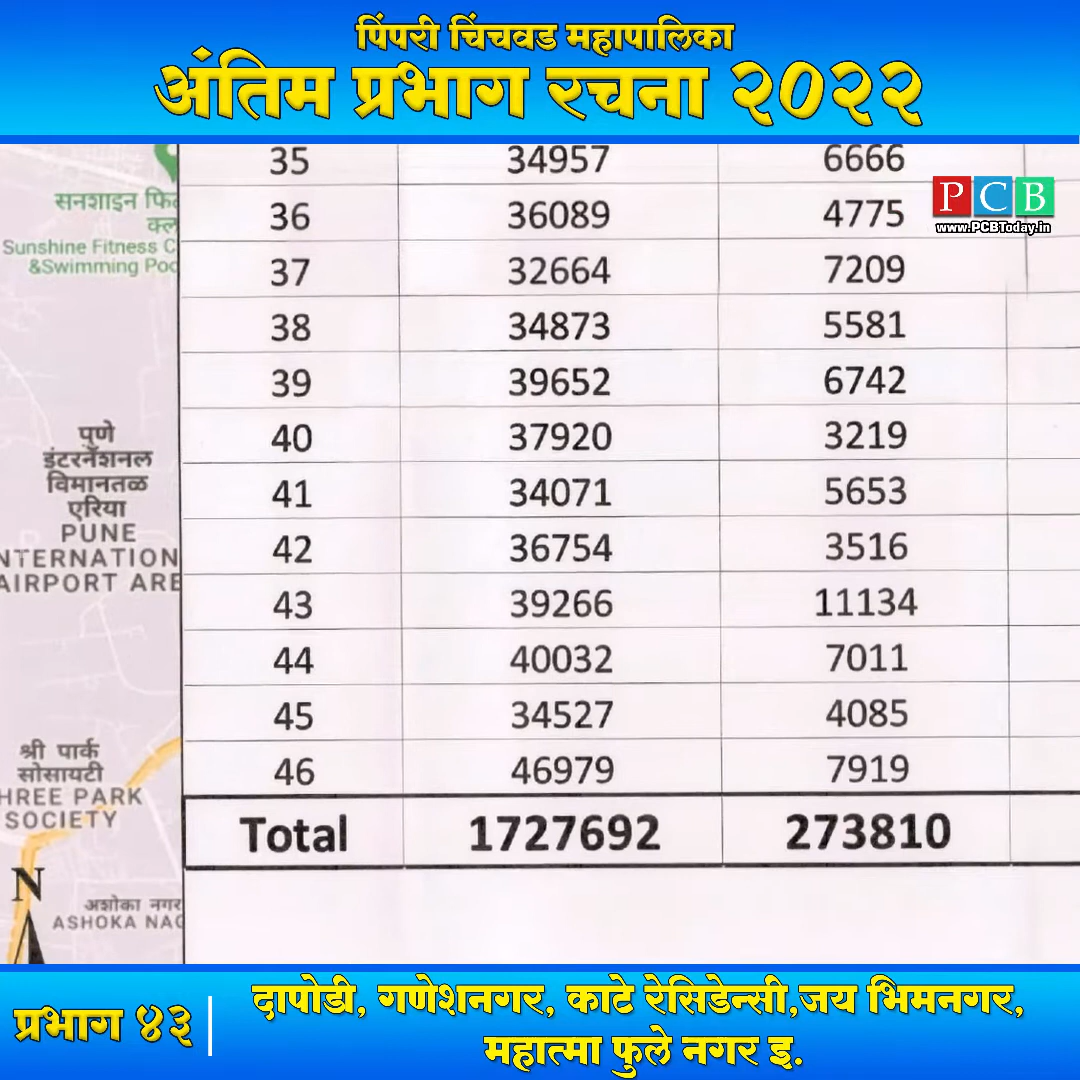 पिंपरी चिंचवड महापालिका
अंतिम प्रभाग रचना २०२२
सनशाइन
Sunshine Fitness
&Swimming
पुणे
इंटरनॅशनल
विमानतळ
एरिया
PUNE
NTERNATION
AIRPORT ARE
श्री पार्क
सोसायटी
HREE PARK
SOCIETY
N
अशोका नगर
ASHOKA NAG
35 34957 6666
36 36089 4775
37 32664 7209
38 34873 5581
39 39652 6742
40 37920 3219
41 34071 5653
42 36754 3516
43 39266 11134
44 40032 7011
45 34527 4085
46 46979 7919
Total 1727692 273810
PCB
www.PCBToday.in
प्रभाग ४३
दापोडी, गणेशनगर, काटे रेसिडेन्सी,जय भिमनगर,
महात्मा फुले नगर इ.